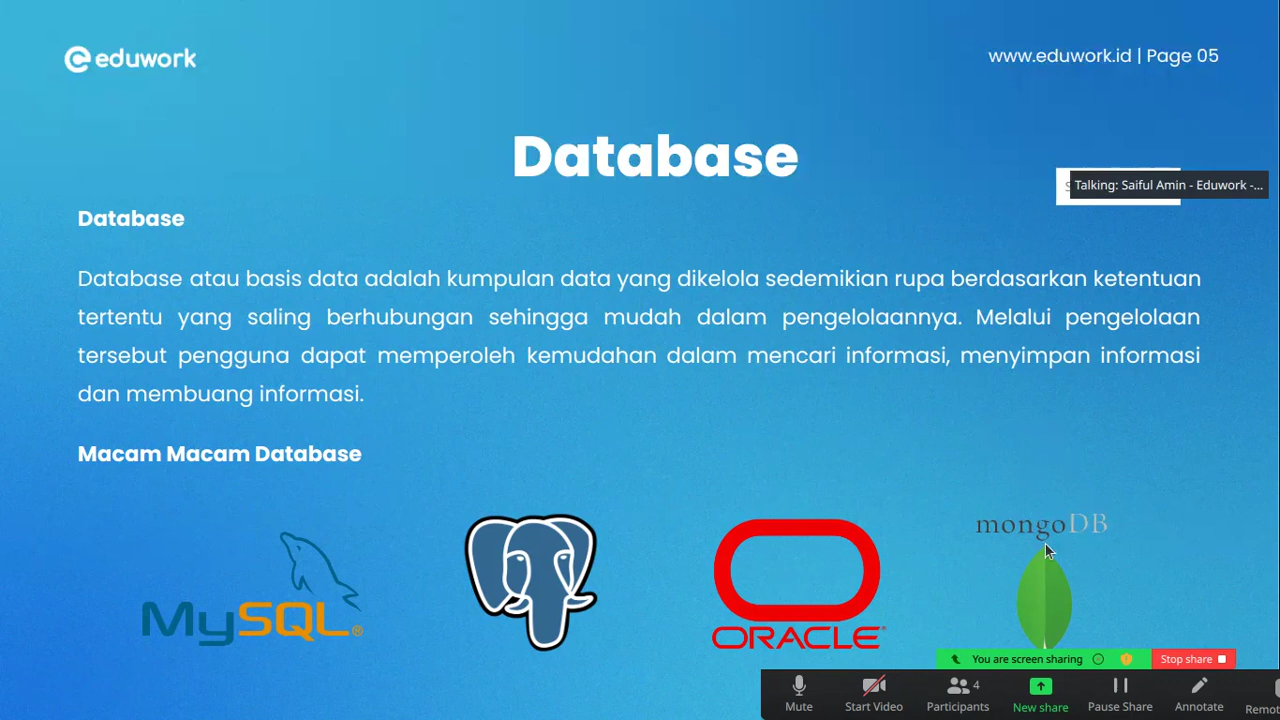 eduwork
www.eduwork.id | Page 05
Database
Talking: Saiful Amin - Eduwork -...
Database
Database atau basis data adalah kumpulan data yang dikelola sedemikian rupa berdasarkan ketentuan
tertentu yang saling berhubungan sehingga mudah dalam pengelolaannya. Melalui pengelolaan
tersebut pengguna dapat memperoleh kemudahan dalam mencari informasi, menyimpan informasi
dan membuang informasi.
Macam Macam Database
mongoDB
MySQL®
ORACLE®
You are screen sharing
Stop share
4
Mute
Start Video
Participants
New share
Pause Share
Annotate